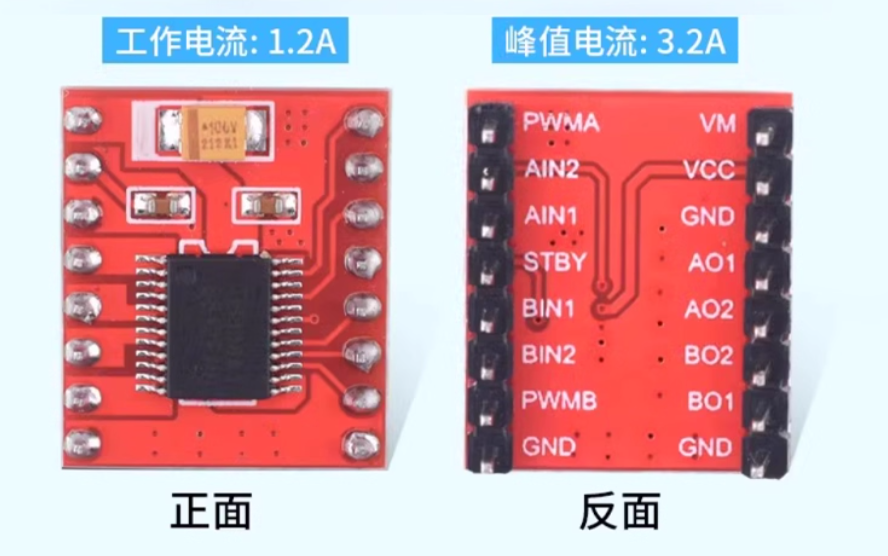 工作电流: 1.2A
峰值电流: 3.2A
106V
PWMA VM
AIN2 VCC
AIN1 GND
STBY AO1
BIN1 AO2
BIN2 BO2
PWMB BO1
GND GND
正面
反面